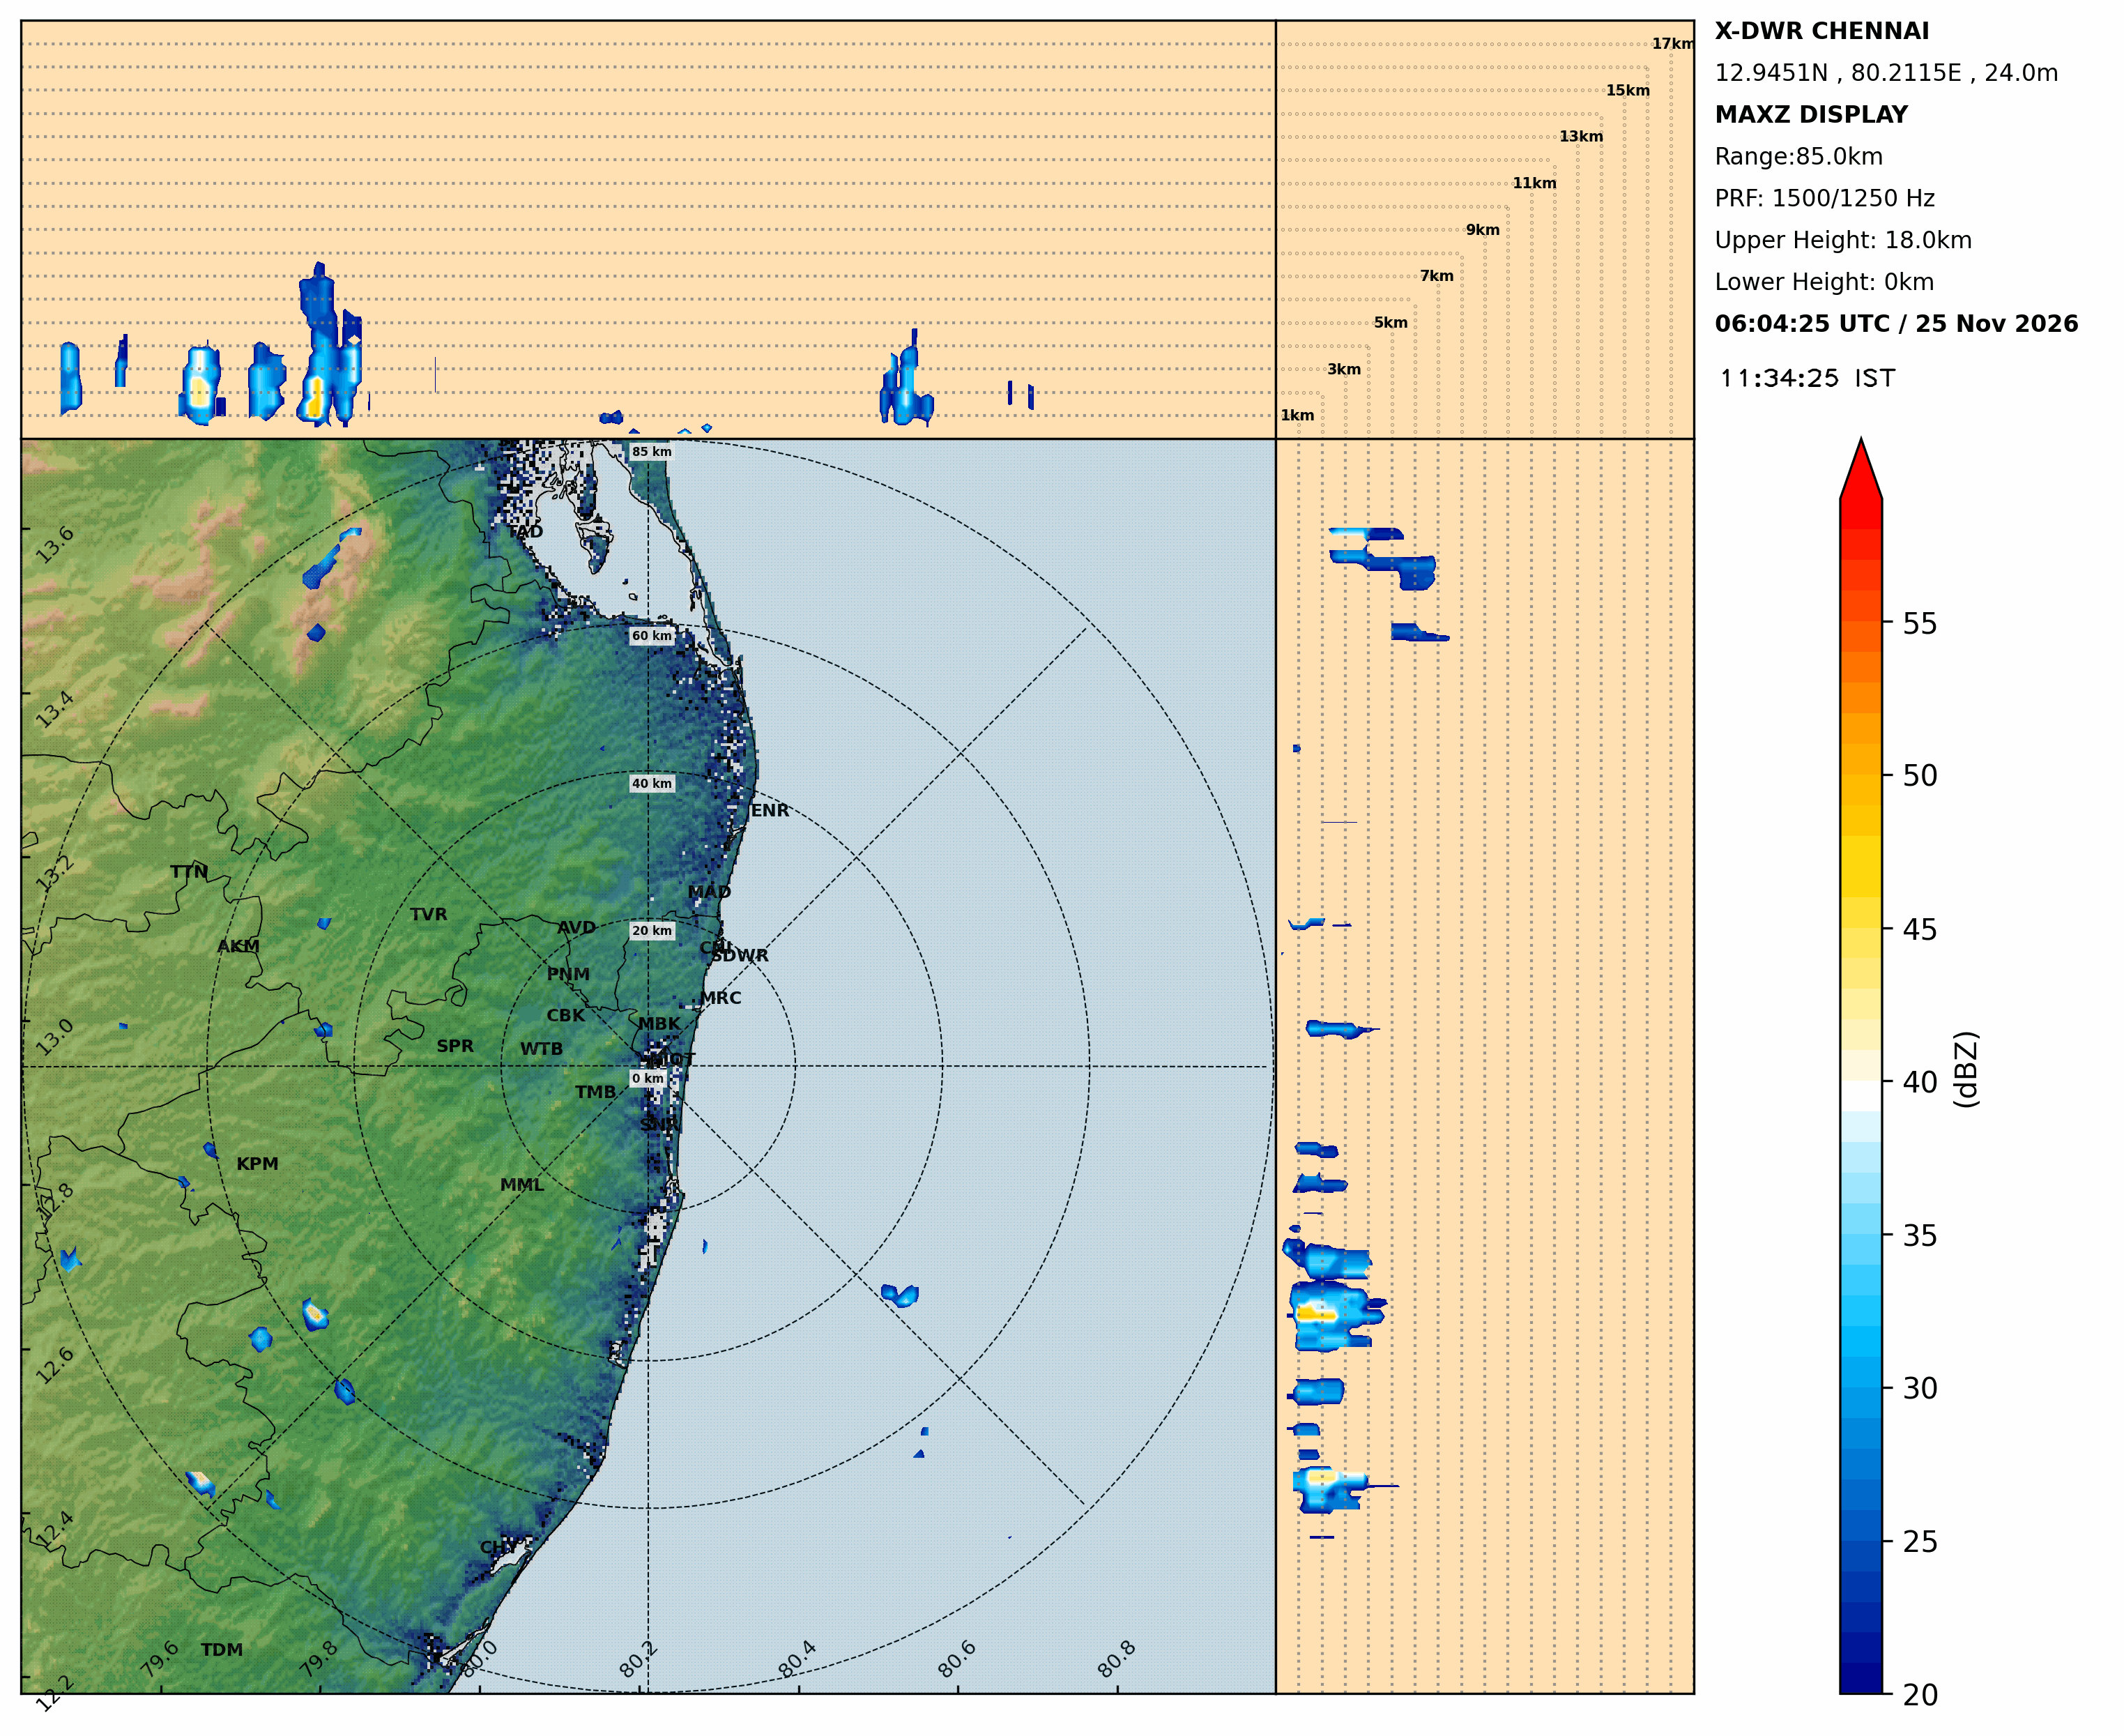 X-DWR CHENNAI
12.9451N , 80.2115E , 24.0m
MAXZ DISPLAY
Range:85.0km
PRF: 1500/1250 Hz
Upper Height: 18.0km
Lower Height: 0km
06:04:25 UTC / 25 Nov 2026
11:34:25 IST
17km
15km
13km
11km
9km
7km
5km
3km
1km
85 km
60 km
40 km
20 km
0 km
TAD
ENR
TTN
MAD
TVR
AVD
AKM
CNI
SDWR
PNM
MRC
CBK
MBK
SPR
WTB
TMB
SNR
KPM
MML
CHY
TDM
13.6
13.4
13.2
13.0
12.8
12.6
12.4
12.2
79.6
79.8
80.0
80.2
80.4
80.6
80.8
55
50
45
40
35
30
25
20
(dBZ)